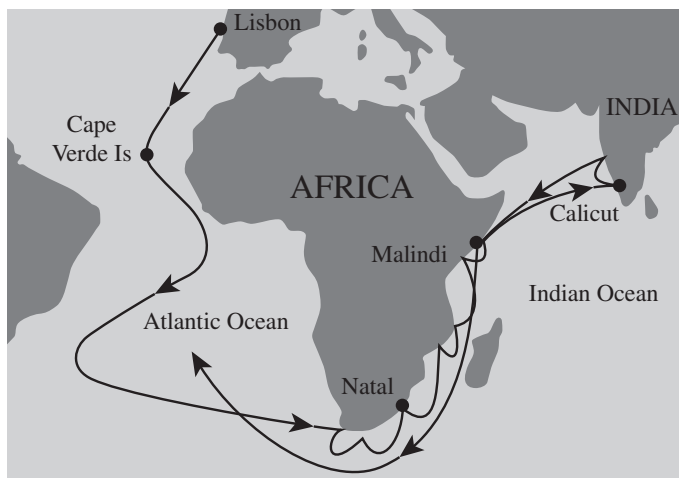 Lisbon
Cape
Verde Is
INDIA
AFRICA
Calicut
Malindi
Indian Ocean
Atlantic Ocean
Natal